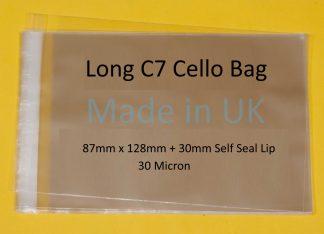 Long C7 Cello Bag
Made in UK
87mm x 128mm + 30mm Self Seal Lip
30 Micron